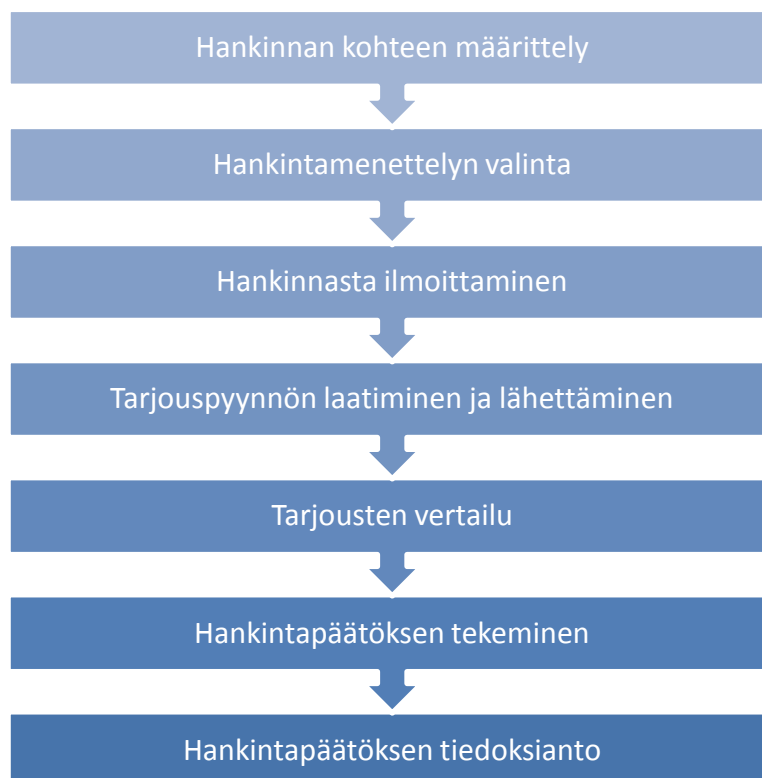 Hankinnan kohteen määrittely
Hankintamenettelyn valinta
Hankinnasta ilmoittaminen
Tarjouspyynnön laatiminen ja lähettäminen
Tarjousten vertailu
Hankintapäätöksen tekeminen
Hankintapäätöksen tiedoksianto